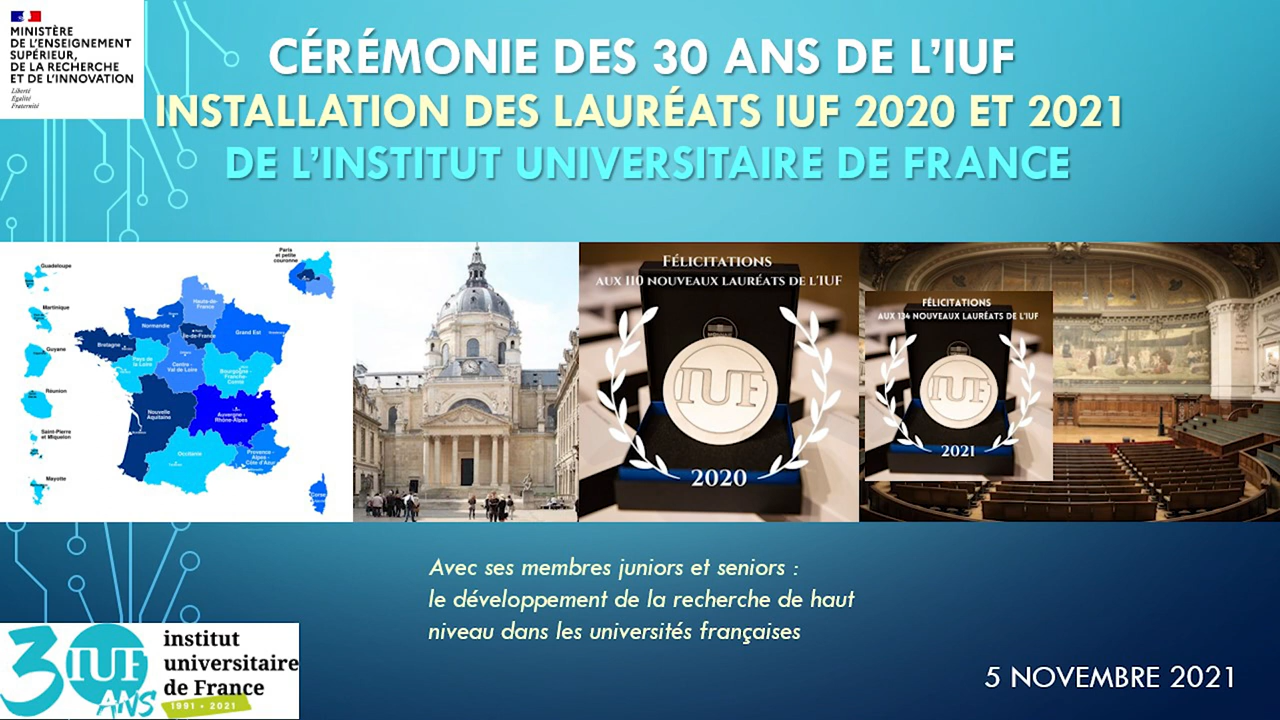 MINISTÈRE
DE L'ENSEIGNEMENT
SUPÉRIEUR,
DE LA RECHERCHE
ET DE L'INNOVATION
Liberté
Égalité
Fraternité
CÉRÉMONIE DES 30 ANS DE L'IUF
INSTALLATION DES LAURÉATS IUF 2020 ET 2021
DE L'INSTITUT UNIVERSITAIRE DE FRANCE
Guadeloupe
Martinique
Guyane
Réunion
Saint-Pierre
et Miquelon
Mayotte
Paris
et petite
couronne
Hauts-de-
France
Normandie
Île-de-France
Grand Est
Bretagne
Pays de
la Loire
Centre -
Val de Loire
Bourgogne -
Franche-
Comté
Nouvelle
Aquitaine
Auvergne -
Rhône-Alpes
Occitanie
Provence -
Alpes -
Côte d'Azur
Corse
FÉLICITATIONS
AUX 110 NOUVEAUX LAURÉATS DE L'IUF
IUF
2020
FÉLICITATIONS
AUX 134 NOUVEAUX LAURÉATS DE L'IUF
IUF
2021
Avec ses membres juniors et seniors :
le développement de la recherche de haut
niveau dans les universités françaises
30 IUF
ANS
institut
universitaire
de France
1991 • 2021
5 NOVEMBRE 2021